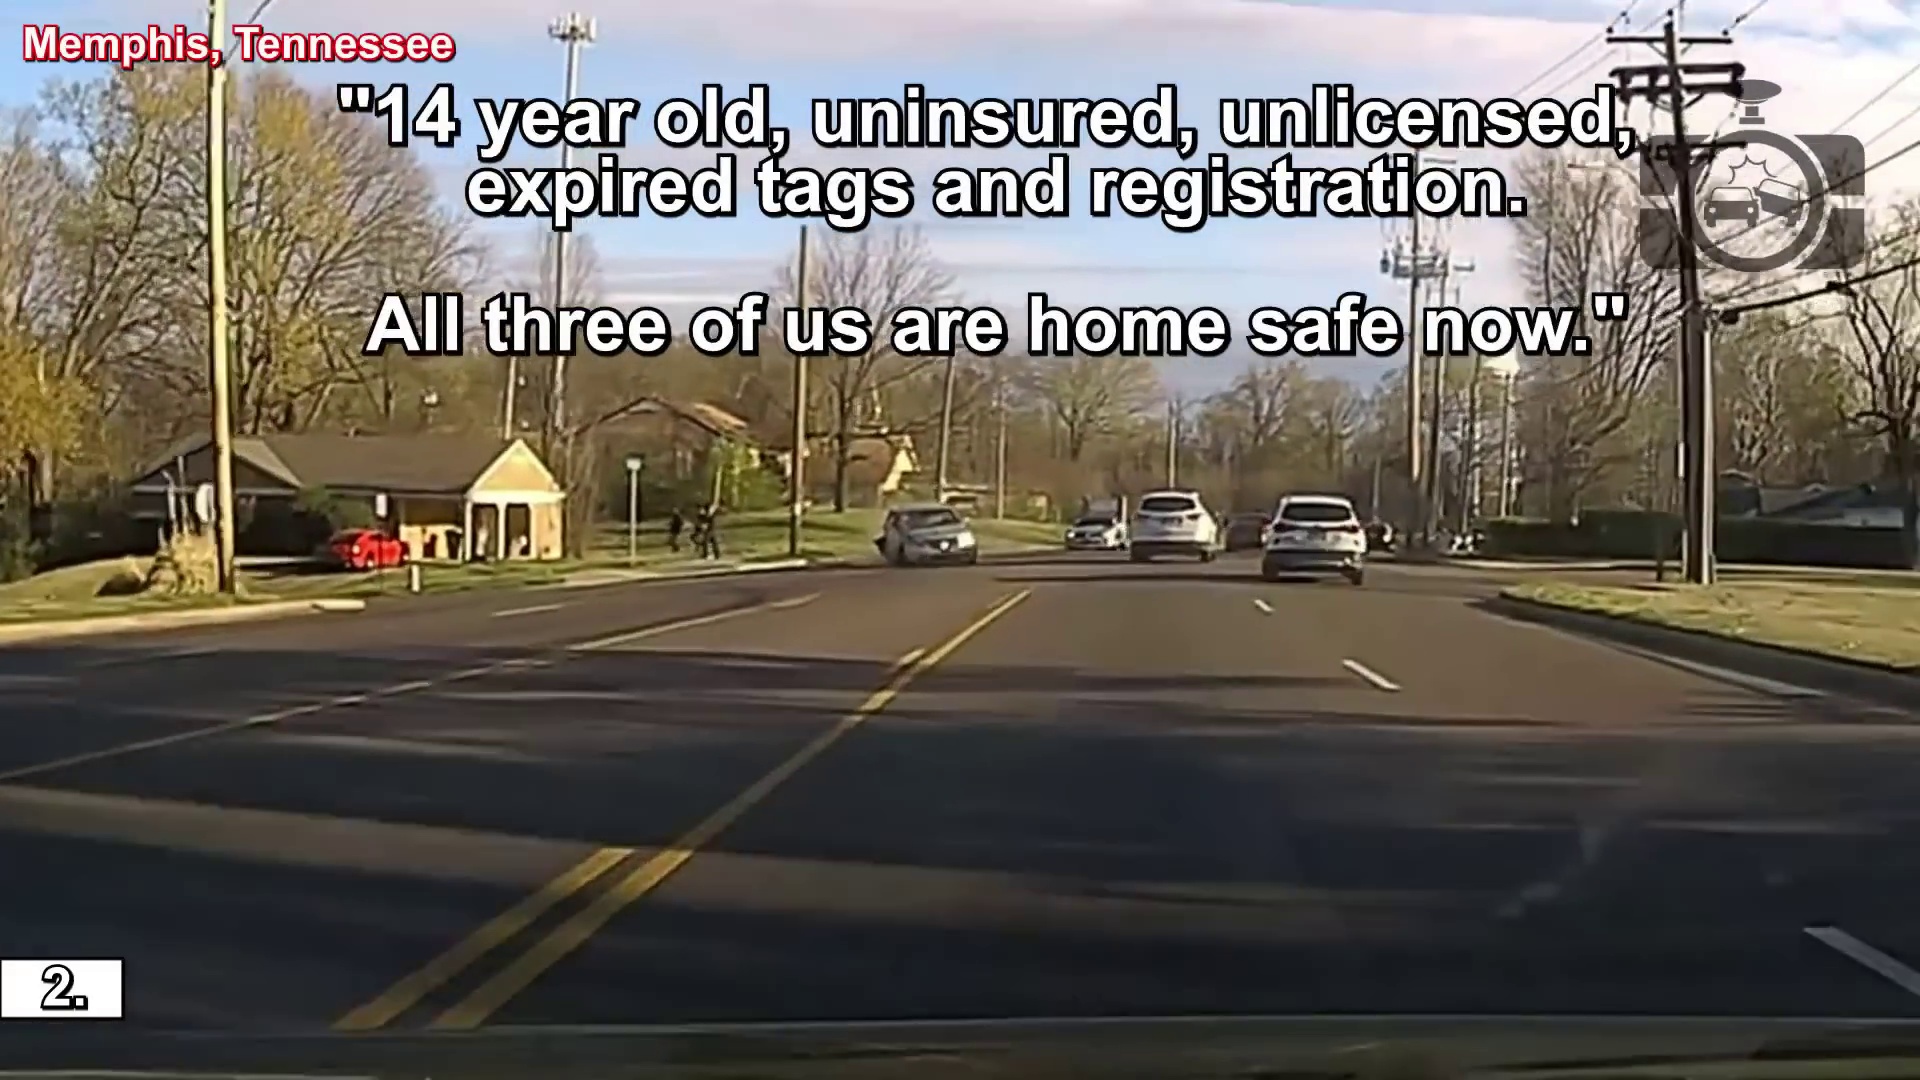 Memphis, Tennessee
"14 year old, uninsured, unlicensed,
expired tags and registration.
All three of us are home safe now."
2.